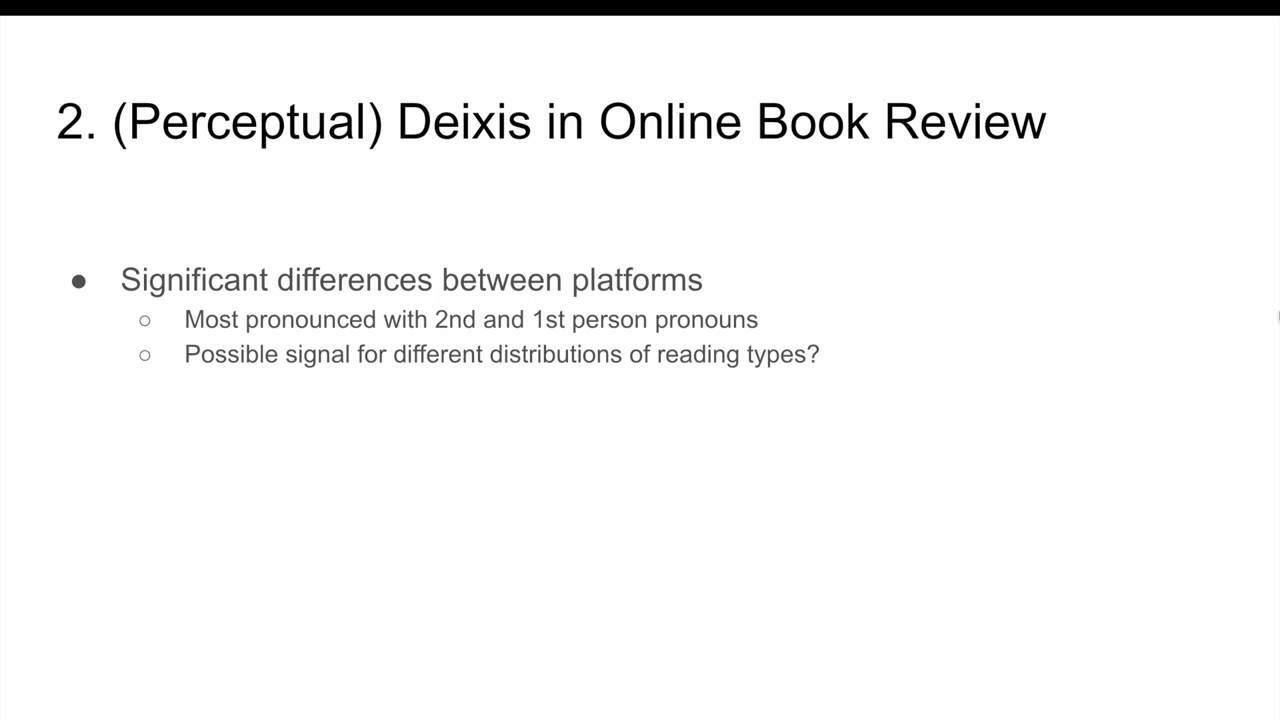 2. (Perceptual) Deixis in Online Book Review
● Significant differences between platforms
○ Most pronounced with 2nd and 1st person pronouns
○ Possible signal for different distributions of reading types?